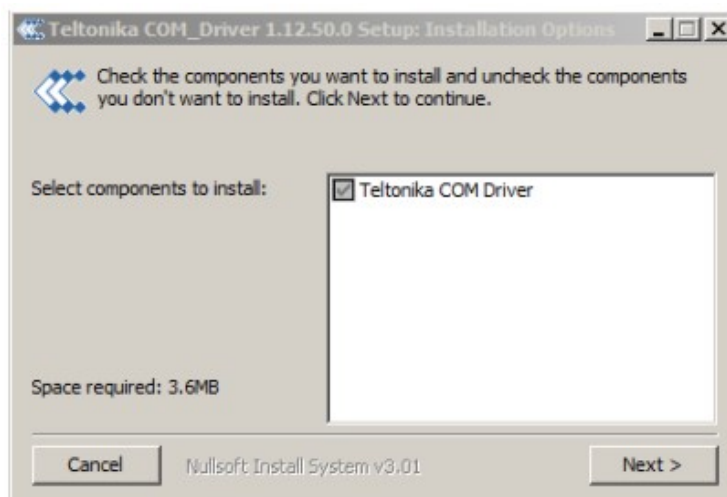 Teltonika COM_Driver 1.12.50.0 Setup: Installation Options
Check the components you want to install and uncheck the components
you don't want to install. Click Next to continue.
Select components to install:
Teltonika COM Driver
Space required: 3.6MB
Cancel
Nullsoft Install System v3.01
Next >